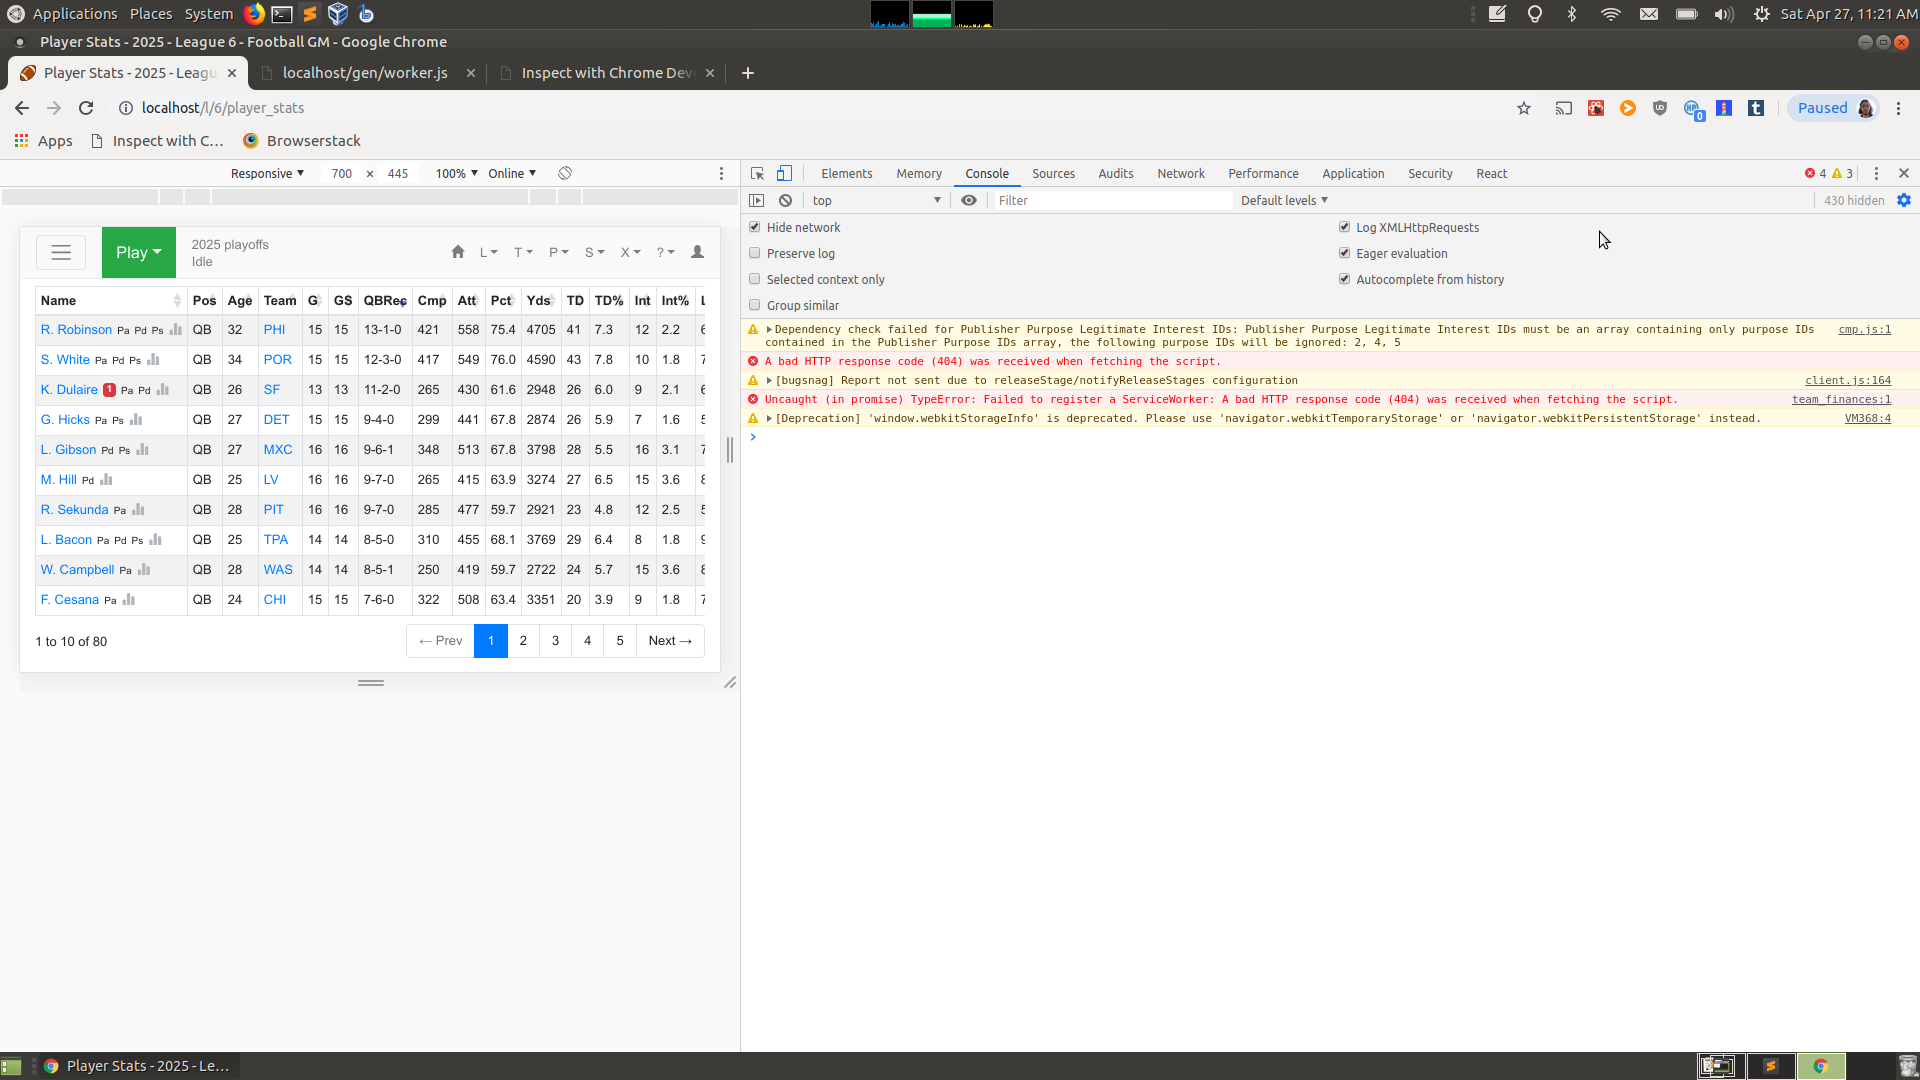 Applications Places System
Sat Apr 27, 11:21 AM
Player Stats - 2025 - League 6 - Football GM - Google Chrome
Player Stats - 2025 - Leagu
localhost/gen/worker.js
Inspect with Chrome Dev
localhost/l/6/player_stats
0
Paused
Apps Inspect with C... Browserstack
Responsive 700 × 445 100% Online
Elements Memory Console Sources Audits Network Performance Application Security React 4 3
top Filter Default levels 430 hidden
Hide network Log XMLHttpRequests
Preserve log Eager evaluation
Selected context only Autocomplete from history
Group similar
Dependency check failed for Publisher Purpose Legitimate Interest IDs: Publisher Purpose Legitimate Interest IDs must be an array containing only purpose IDs cmp.js:1
contained in the Publisher Purpose IDs array, the following purpose IDs will be ignored: 2, 4, 5
A bad HTTP response code (404) was received when fetching the script.
[bugsnag] Report not sent due to releaseStage/notifyReleaseStages configuration client.js:164
Uncaught (in promise) TypeError: Failed to register a ServiceWorker: A bad HTTP response code (404) was received when fetching the script. team_finances:1
[Deprecation] 'window.webkitStorageInfo' is deprecated. Please use 'navigator.webkitTemporaryStorage' or 'navigator.webkitPersistentStorage' instead. VM368:4
Play
2025 playoffs
Idle
L T P S X ?
Name Pos Age Team G GS QBRec Cmp Att Pct Yds TD TD% Int Int% L
R. Robinson Pa Pd Ps QB 32 PHI 15 15 13-1-0 421 558 75.4 4705 41 7.3 12 2.2 6
S. White Pa Pd Ps QB 34 POR 15 15 12-3-0 417 549 76.0 4590 43 7.8 10 1.8 7
K. Dulaire 1 Pa Pd QB 26 SF 13 13 11-2-0 265 430 61.6 2948 26 6.0 9 2.1 6
G. Hicks Pa Ps QB 27 DET 15 15 9-4-0 299 441 67.8 2874 26 5.9 7 1.6 5
L. Gibson Pd Ps QB 27 MXC 16 16 9-6-1 348 513 67.8 3798 28 5.5 16 3.1 7
M. Hill Pd QB 25 LV 16 16 9-7-0 265 415 63.9 3274 27 6.5 15 3.6 8
R. Sekunda Pa QB 28 PIT 16 16 9-7-0 285 477 59.7 2921 23 4.8 12 2.5 5
L. Bacon Pa Pd Ps QB 25 TPA 14 14 8-5-0 310 455 68.1 3769 29 6.4 8 1.8 9
W. Campbell Pa QB 28 WAS 14 14 8-5-1 250 419 59.7 2722 24 5.7 15 3.6 8
F. Cesana Pa QB 24 CHI 15 15 7-6-0 322 508 63.4 3351 20 3.9 9 1.8 7
1 to 10 of 80 ← Prev 1 2 3 4 5 Next →
Player Stats - 2025 - Le...